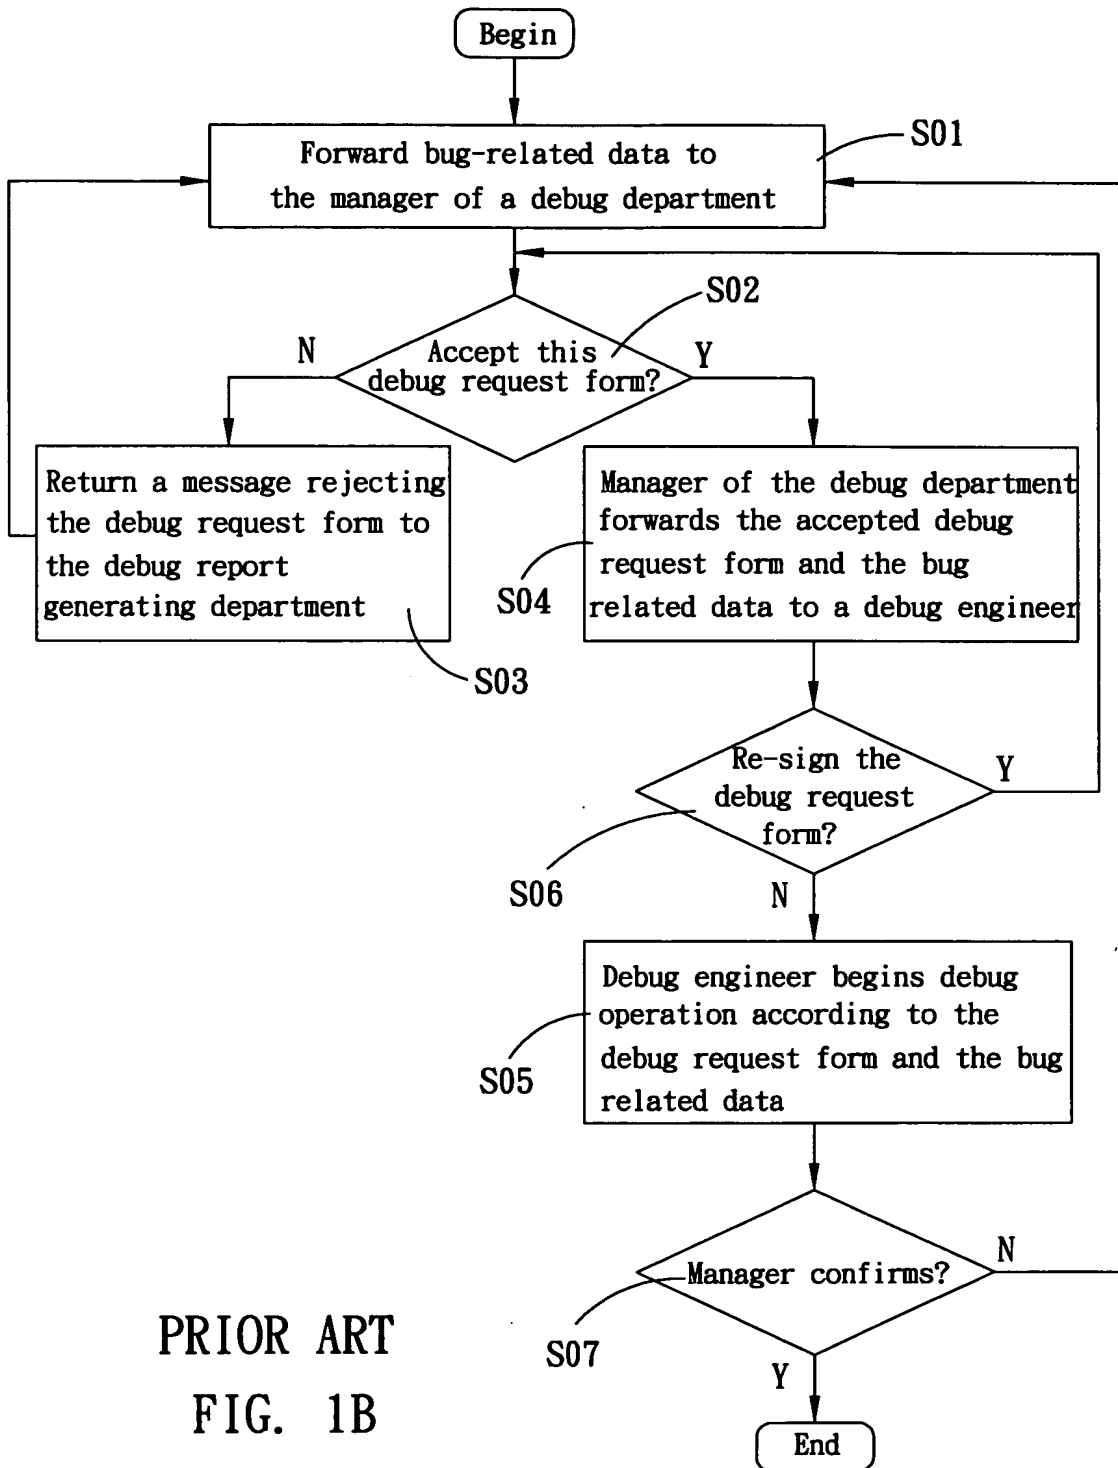 Begin
Forward bug-related data to
the manager of a debug department
S01
S02
N
Accept this
debug request form?
Y
Return a message rejecting
the debug request form to
the debug report
generating department
S03
Manager of the debug department
forwards the accepted debug
request form and the bug
related data to a debug engineer
S04
Re-sign the
debug request
form?
Y
S06
N
Debug engineer begins debug
operation according to the
debug request form and the bug
related data
S05
Manager confirms?
N
S07
Y
End
PRIOR ART
FIG. 1B